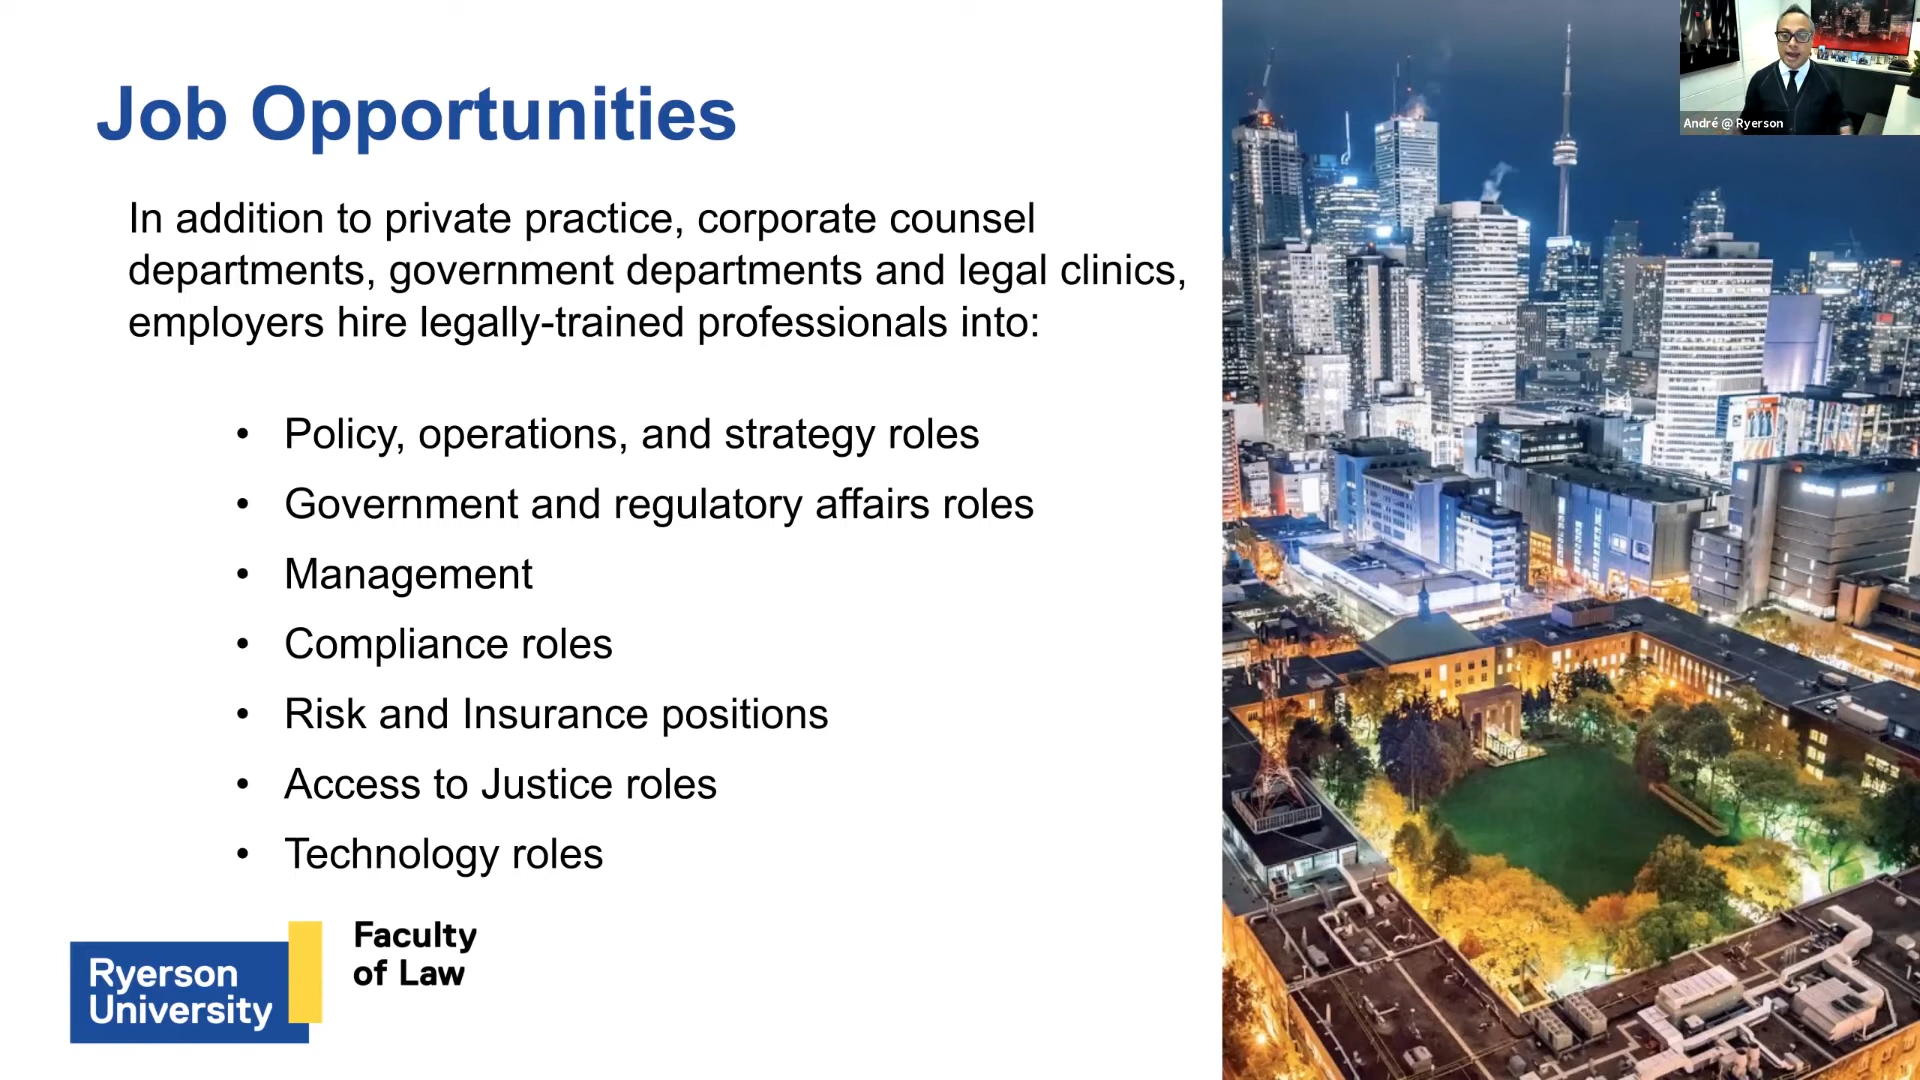 Job Opportunities
André @ Ryerson
In addition to private practice, corporate counsel
departments, government departments and legal clinics,
employers hire legally-trained professionals into:
• Policy, operations, and strategy roles
• Government and regulatory affairs roles
• Management
• Compliance roles
• Risk and Insurance positions
• Access to Justice roles
• Technology roles
Ryerson
University
Faculty
of Law